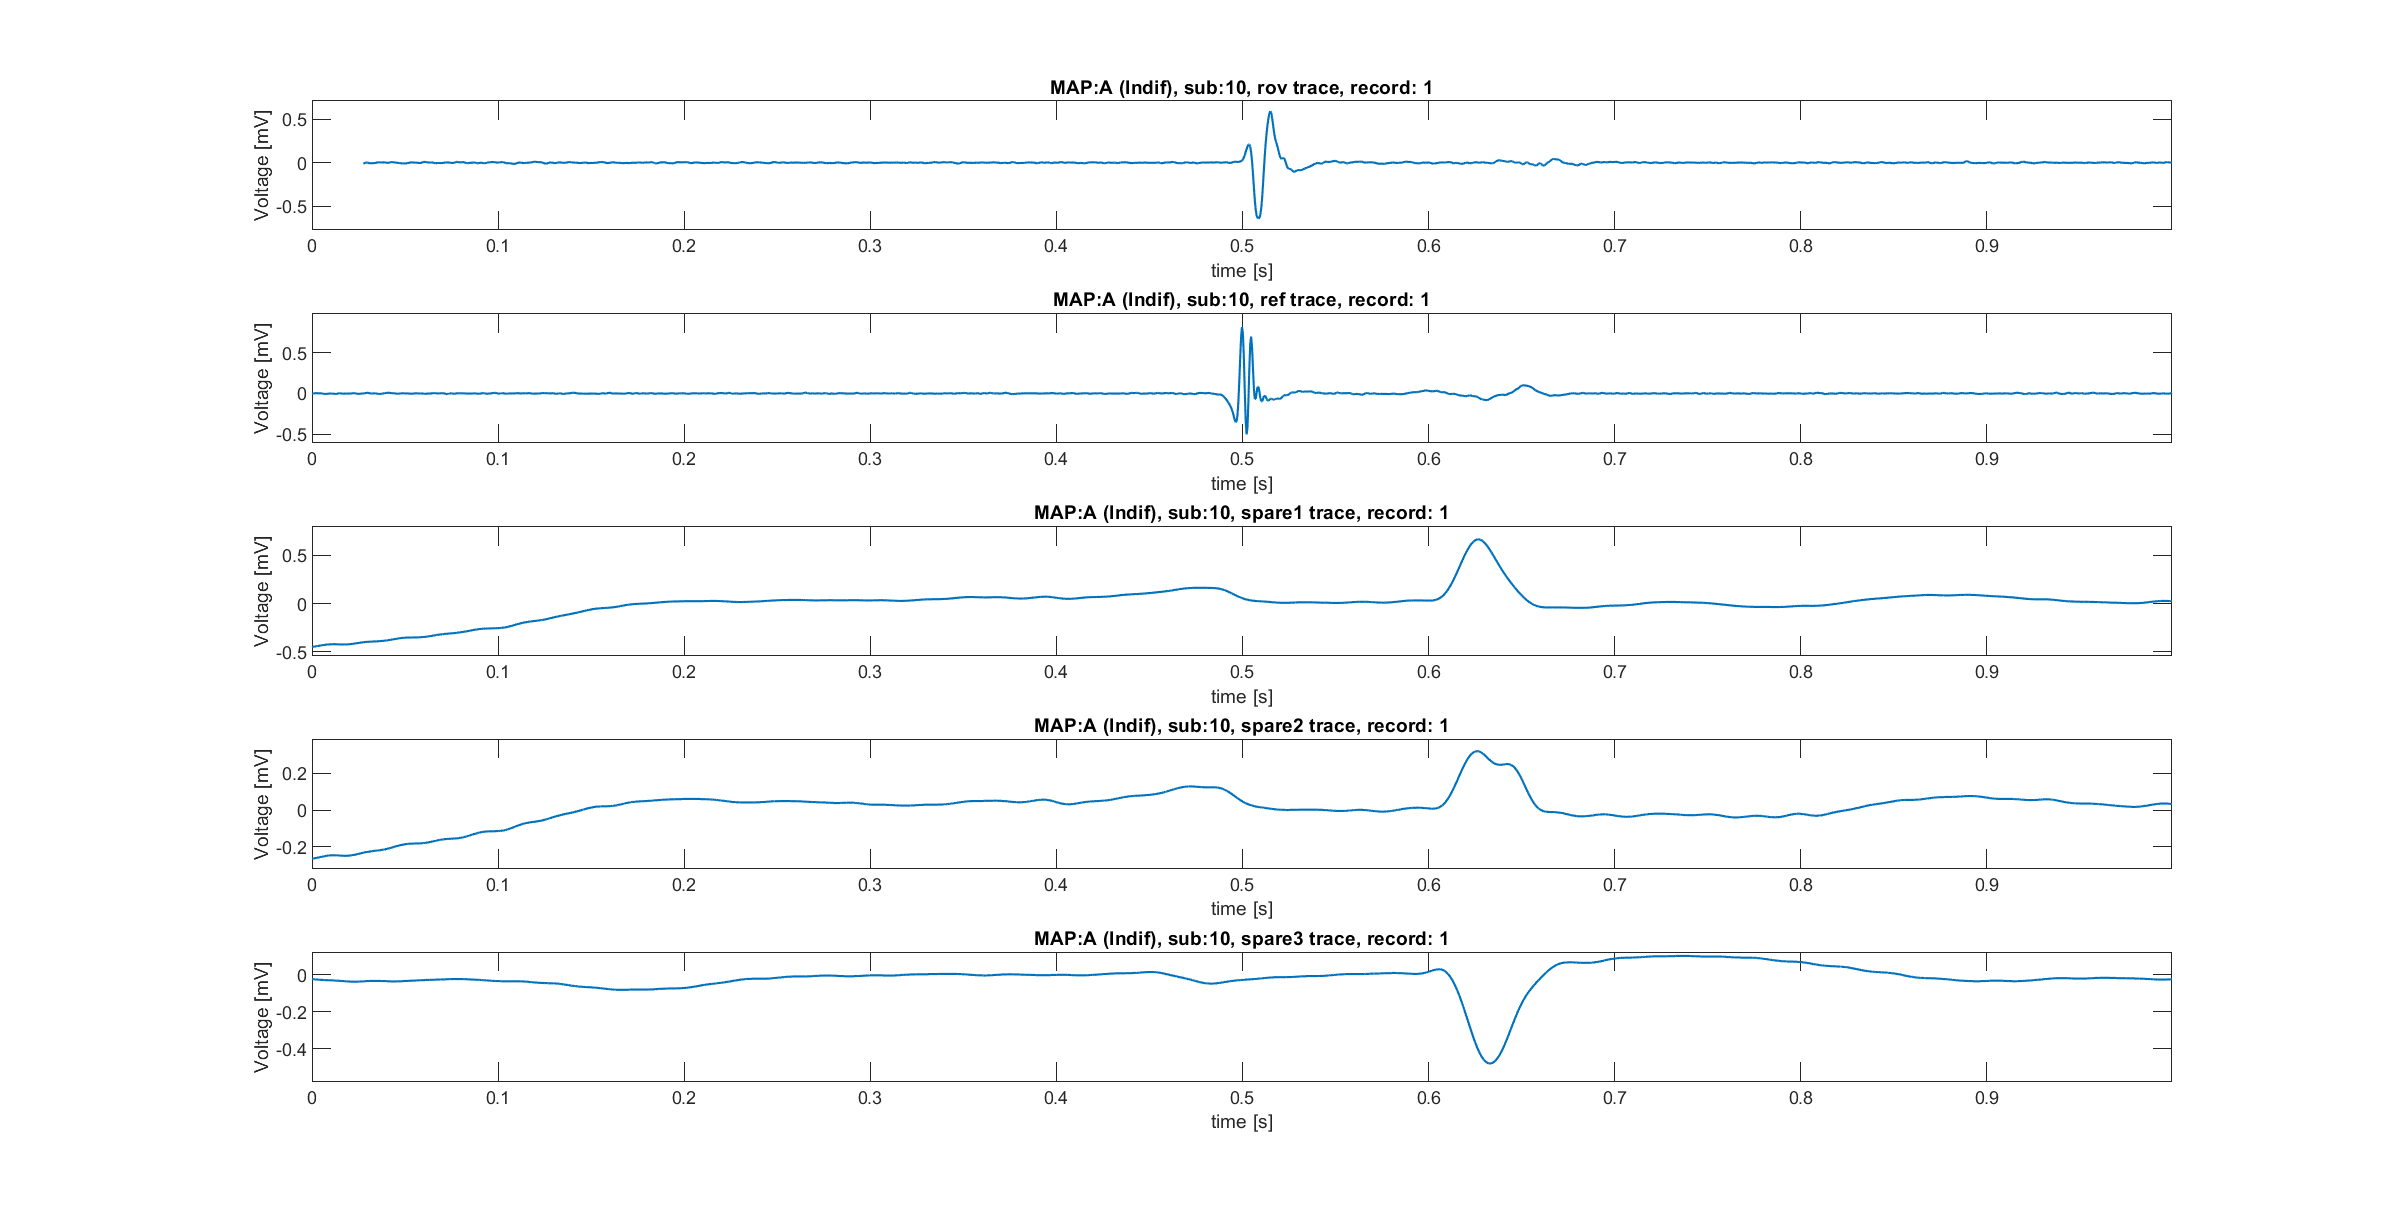 MAP:A (Indif), sub:10, rov trace, record: 1
Voltage [mV]
0.5
0
-0.5
0 0.1 0.2 0.3 0.4 0.5 0.6 0.7 0.8 0.9
time [s]
MAP:A (Indif), sub:10, ref trace, record: 1
Voltage [mV]
0.5
0
-0.5
0 0.1 0.2 0.3 0.4 0.5 0.6 0.7 0.8 0.9
time [s]
MAP:A (Indif), sub:10, spare1 trace, record: 1
Voltage [mV]
0.5
0
-0.5
0 0.1 0.2 0.3 0.4 0.5 0.6 0.7 0.8 0.9
time [s]
MAP:A (Indif), sub:10, spare2 trace, record: 1
Voltage [mV]
0.2
0
-0.2
0 0.1 0.2 0.3 0.4 0.5 0.6 0.7 0.8 0.9
time [s]
MAP:A (Indif), sub:10, spare3 trace, record: 1
Voltage [mV]
0
-0.2
-0.4
0 0.1 0.2 0.3 0.4 0.5 0.6 0.7 0.8 0.9
time [s]